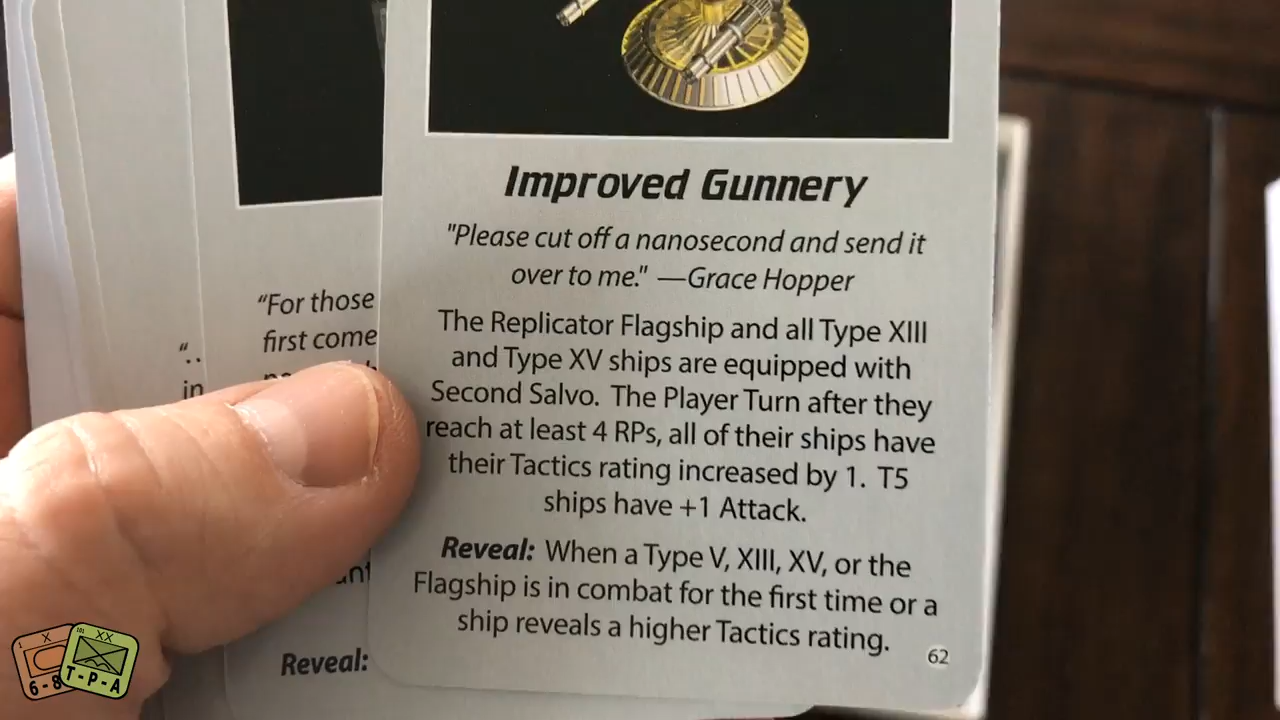 Improved Gunnery
"Please cut off a nanosecond and send it
over to me." —Grace Hopper
The Replicator Flagship and all Type XIII
and Type XV ships are equipped with
Second Salvo. The Player Turn after they
reach at least 4 RPs, all of their ships have
their Tactics rating increased by 1. T5
ships have +1 Attack.
Reveal: When a Type V, XIII, XV, or the
Flagship is in combat for the first time or a
ship reveals a higher Tactics rating.
62
“For those
first come
“..
in
Reveal:
X
6-8
XX
T-P-A